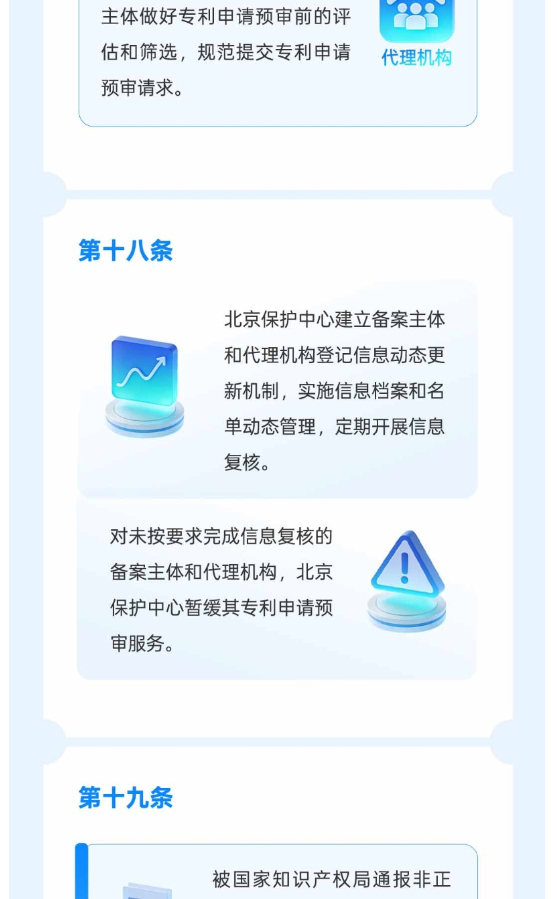 主体做好专利申请预审前的评
估和筛选，规范提交专利申请
预审请求。
代理机构
第十八条
北京保护中心建立备案主体
和代理机构登记信息动态更
新机制，实施信息档案和名
单动态管理，定期开展信息
复核。
对未按要求完成信息复核的
备案主体和代理机构，北京
保护中心暂缓其专利申请预
审服务。
第十九条
被国家知识产权局通报非正